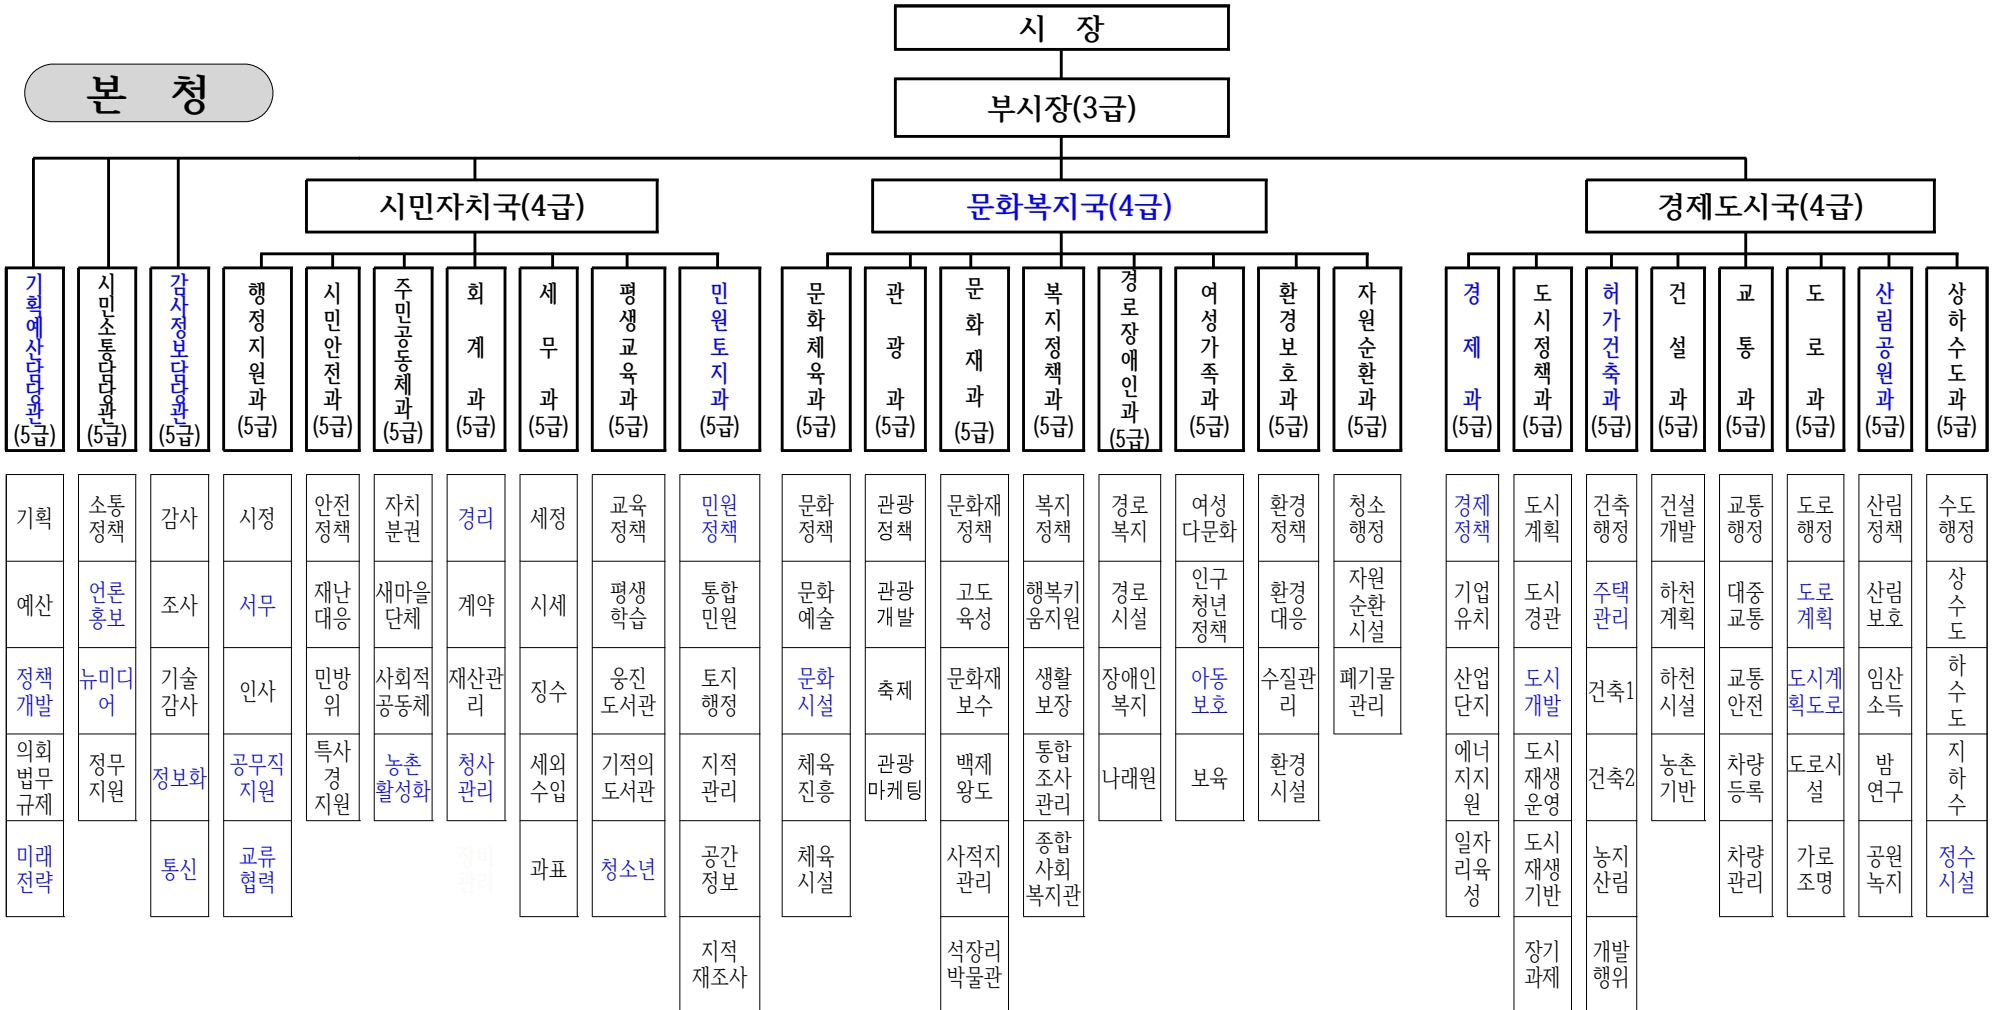 시 장
본 청
부시장(3급)
시민자치국(4급)
문화복지국(4급)
경제도시국(4급)
기획예산담당관
(5급)
시민소통담당관
(5급)
감사정보담당관
(5급)
행정지원과
(5급)
시민안전과
(5급)
주민공동체과
(5급)
회계과
(5급)
세무과
(5급)
평생교육과
(5급)
민원토지과
(5급)
문화체육과
(5급)
관광과
(5급)
문화재과
(5급)
복지정책과
(5급)
경로장애인과
(5급)
여성가족과
(5급)
환경보호과
(5급)
자원순환과
(5급)
경제과
(5급)
도시정책과
(5급)
허가건축과
(5급)
건설과
(5급)
교통과
(5급)
도로과
(5급)
산림공원과
(5급)
상하수도과
(5급)
기획
예산
정책
개발
의회
법무
규제
미래
전략
소통
정책
언론
홍보
뉴미디
어
정무
지원
감사
조사
기술
감사
정보화
통신
시정
서무
인사
공무직
지원
교류
협력
안전
정책
재난
대응
민방
위
특사
경
지원
자치
분권
새마을
단체
사회적
공동체
농촌
활성화
경리
계약
재산관
리
청사
관리
장비
관리
세정
시세
징수
세외
수입
과표
교육
정책
평생
학습
웅진
도서관
기적의
도서관
청소년
민원
정책
통합
민원
토지
행정
지적
관리
공간
정보
지적
재조사
문화
정책
문화
예술
문화
시설
체육
진흥
체육
시설
관광
정책
관광
개발
축제
관광
마케팅
문화재
정책
고도
육성
문화재
보수
백제
왕도
사적지
관리
석장리
박물관
복지
정책
행복키
움지원
생활
보장
통합
조사
관리
종합
사회
복지관
경로
복지
경로
시설
장애인
복지
나래원
여성
다문화
인구
청년
정책
아동
보호
보육
환경
정책
환경
대응
수질관
리
환경
시설
청소
행정
자원
순환
시설
폐기물
관리
경제
정책
기업
유치
산업
단지
에너
지지
원
일자
리육
성
도시
계획
도시
경관
도시
개발
도시
재생
운영
도시
재생
기반
장기
과제
건축
행정
주택
관리
건축1
건축2
농지
산림
개발
행위
건설
개발
하천
계획
하천
시설
농촌
기반
교통
행정
대중
교통
교통
안전
차량
등록
차량
관리
도로
행정
도로
계획
도시계
획도로
도로시
설
가로
조명
산림
정책
산림
보호
임산
소득
밤
연구
공원
녹지
수도
행정
상
수
도
하
수
도
지
하
수
정수
시설